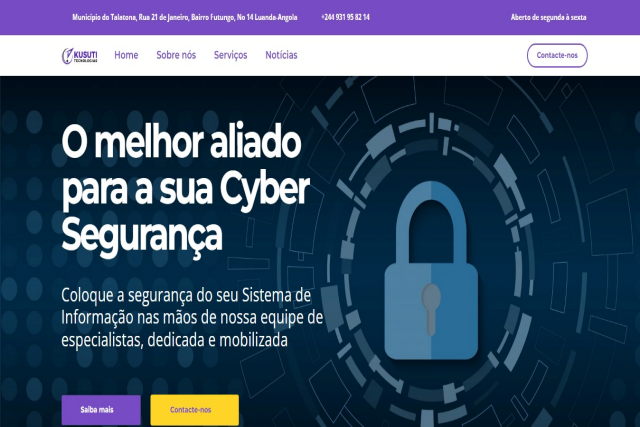 Município do Talatona, Rua 21 de Janeiro, Bairro Futungo, No 14 Luanda-Angola +244 931 95 82 14 Aberto de segunda à sexta
KUSUTI
TECNOLOGIAS
Home Sobre nós Serviços Notícias Contacte-nos
O melhor aliado
para a sua Cyber
Segurança
Coloque a segurança do seu Sistema de
Informação nas mãos de nossa equipe de
especialistas, dedicada e mobilizada
Saiba mais Contacte-nos